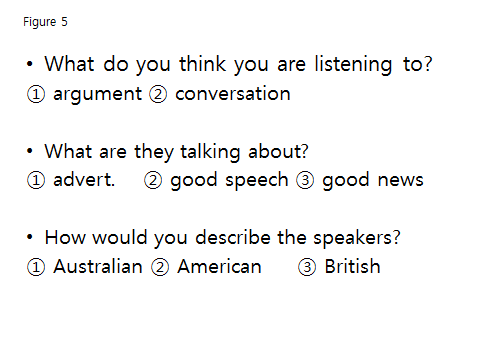 Figure 5
• What do you think you are listening to?
① argument ② conversation
• What are they talking about?
① advert. ② good speech ③ good news
• How would you describe the speakers?
① Australian ② American ③ British